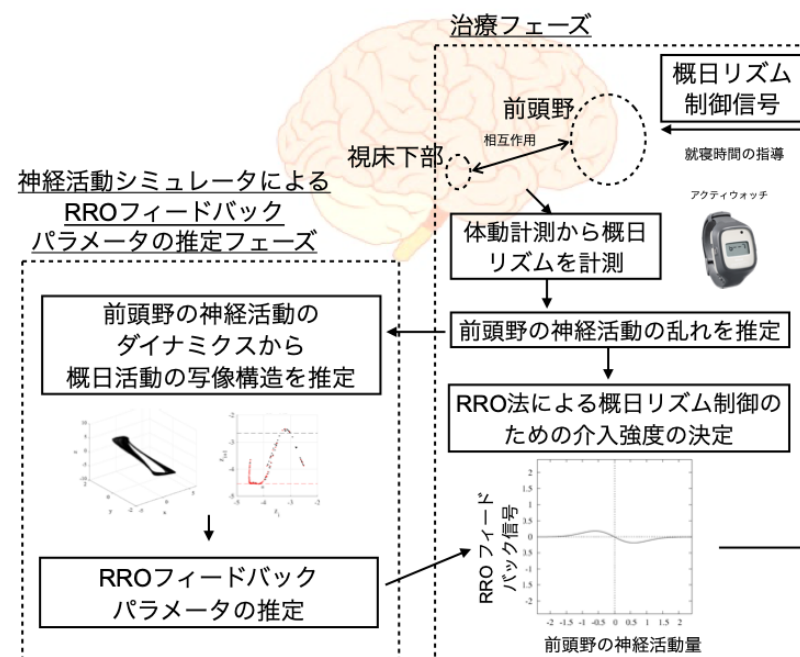 治療フェーズ
概日リズム
制御信号
前頭野
相互作用
視床下部
就寝時間の指導
アクティウォッチ
神経活動シミュレータによる
RROフィードバック
パラメータの推定フェーズ
体動計測から概日
リズムを計測
前頭野の神経活動の
ダイナミクスから
概日活動の写像構造を推定
前頭野の神経活動の乱れを推定
RRO法による概日リズム制御の
ための介入強度の決定
RROフィードバック
パラメータの推定
RRO フィード
バック信号
-2 -1.5 -1 -0.5 0 0.5 1 1.5 2
前頭野の神経活動量